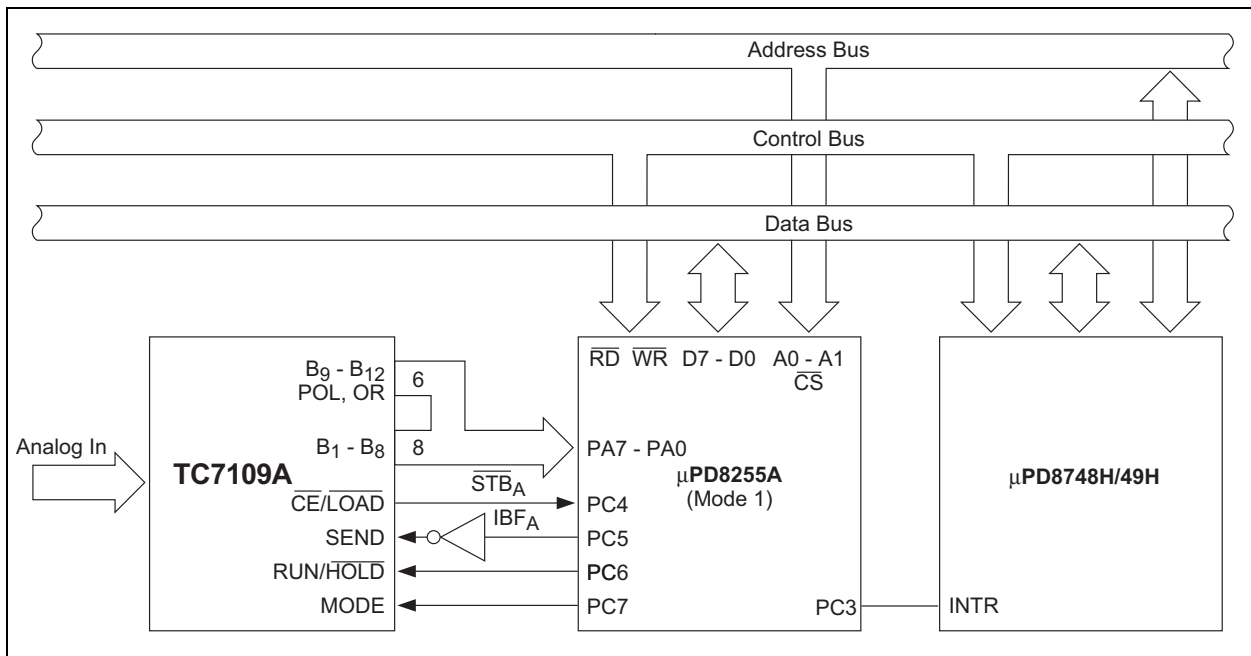 Address Bus
Control Bus
Data Bus
Analog In
TC7109A
B9 - B12
POL, OR
6
B1 - B8
8
CE/LOAD
SEND
RUN/HOLD
MODE
STBA
IBFA
RD WR D7 - D0 A0 - A1
CS
PA7 - PA0
µPD8255A
(Mode 1)
PC4
PC5
PC6
PC7
PC3
INTR
µPD8748H/49H